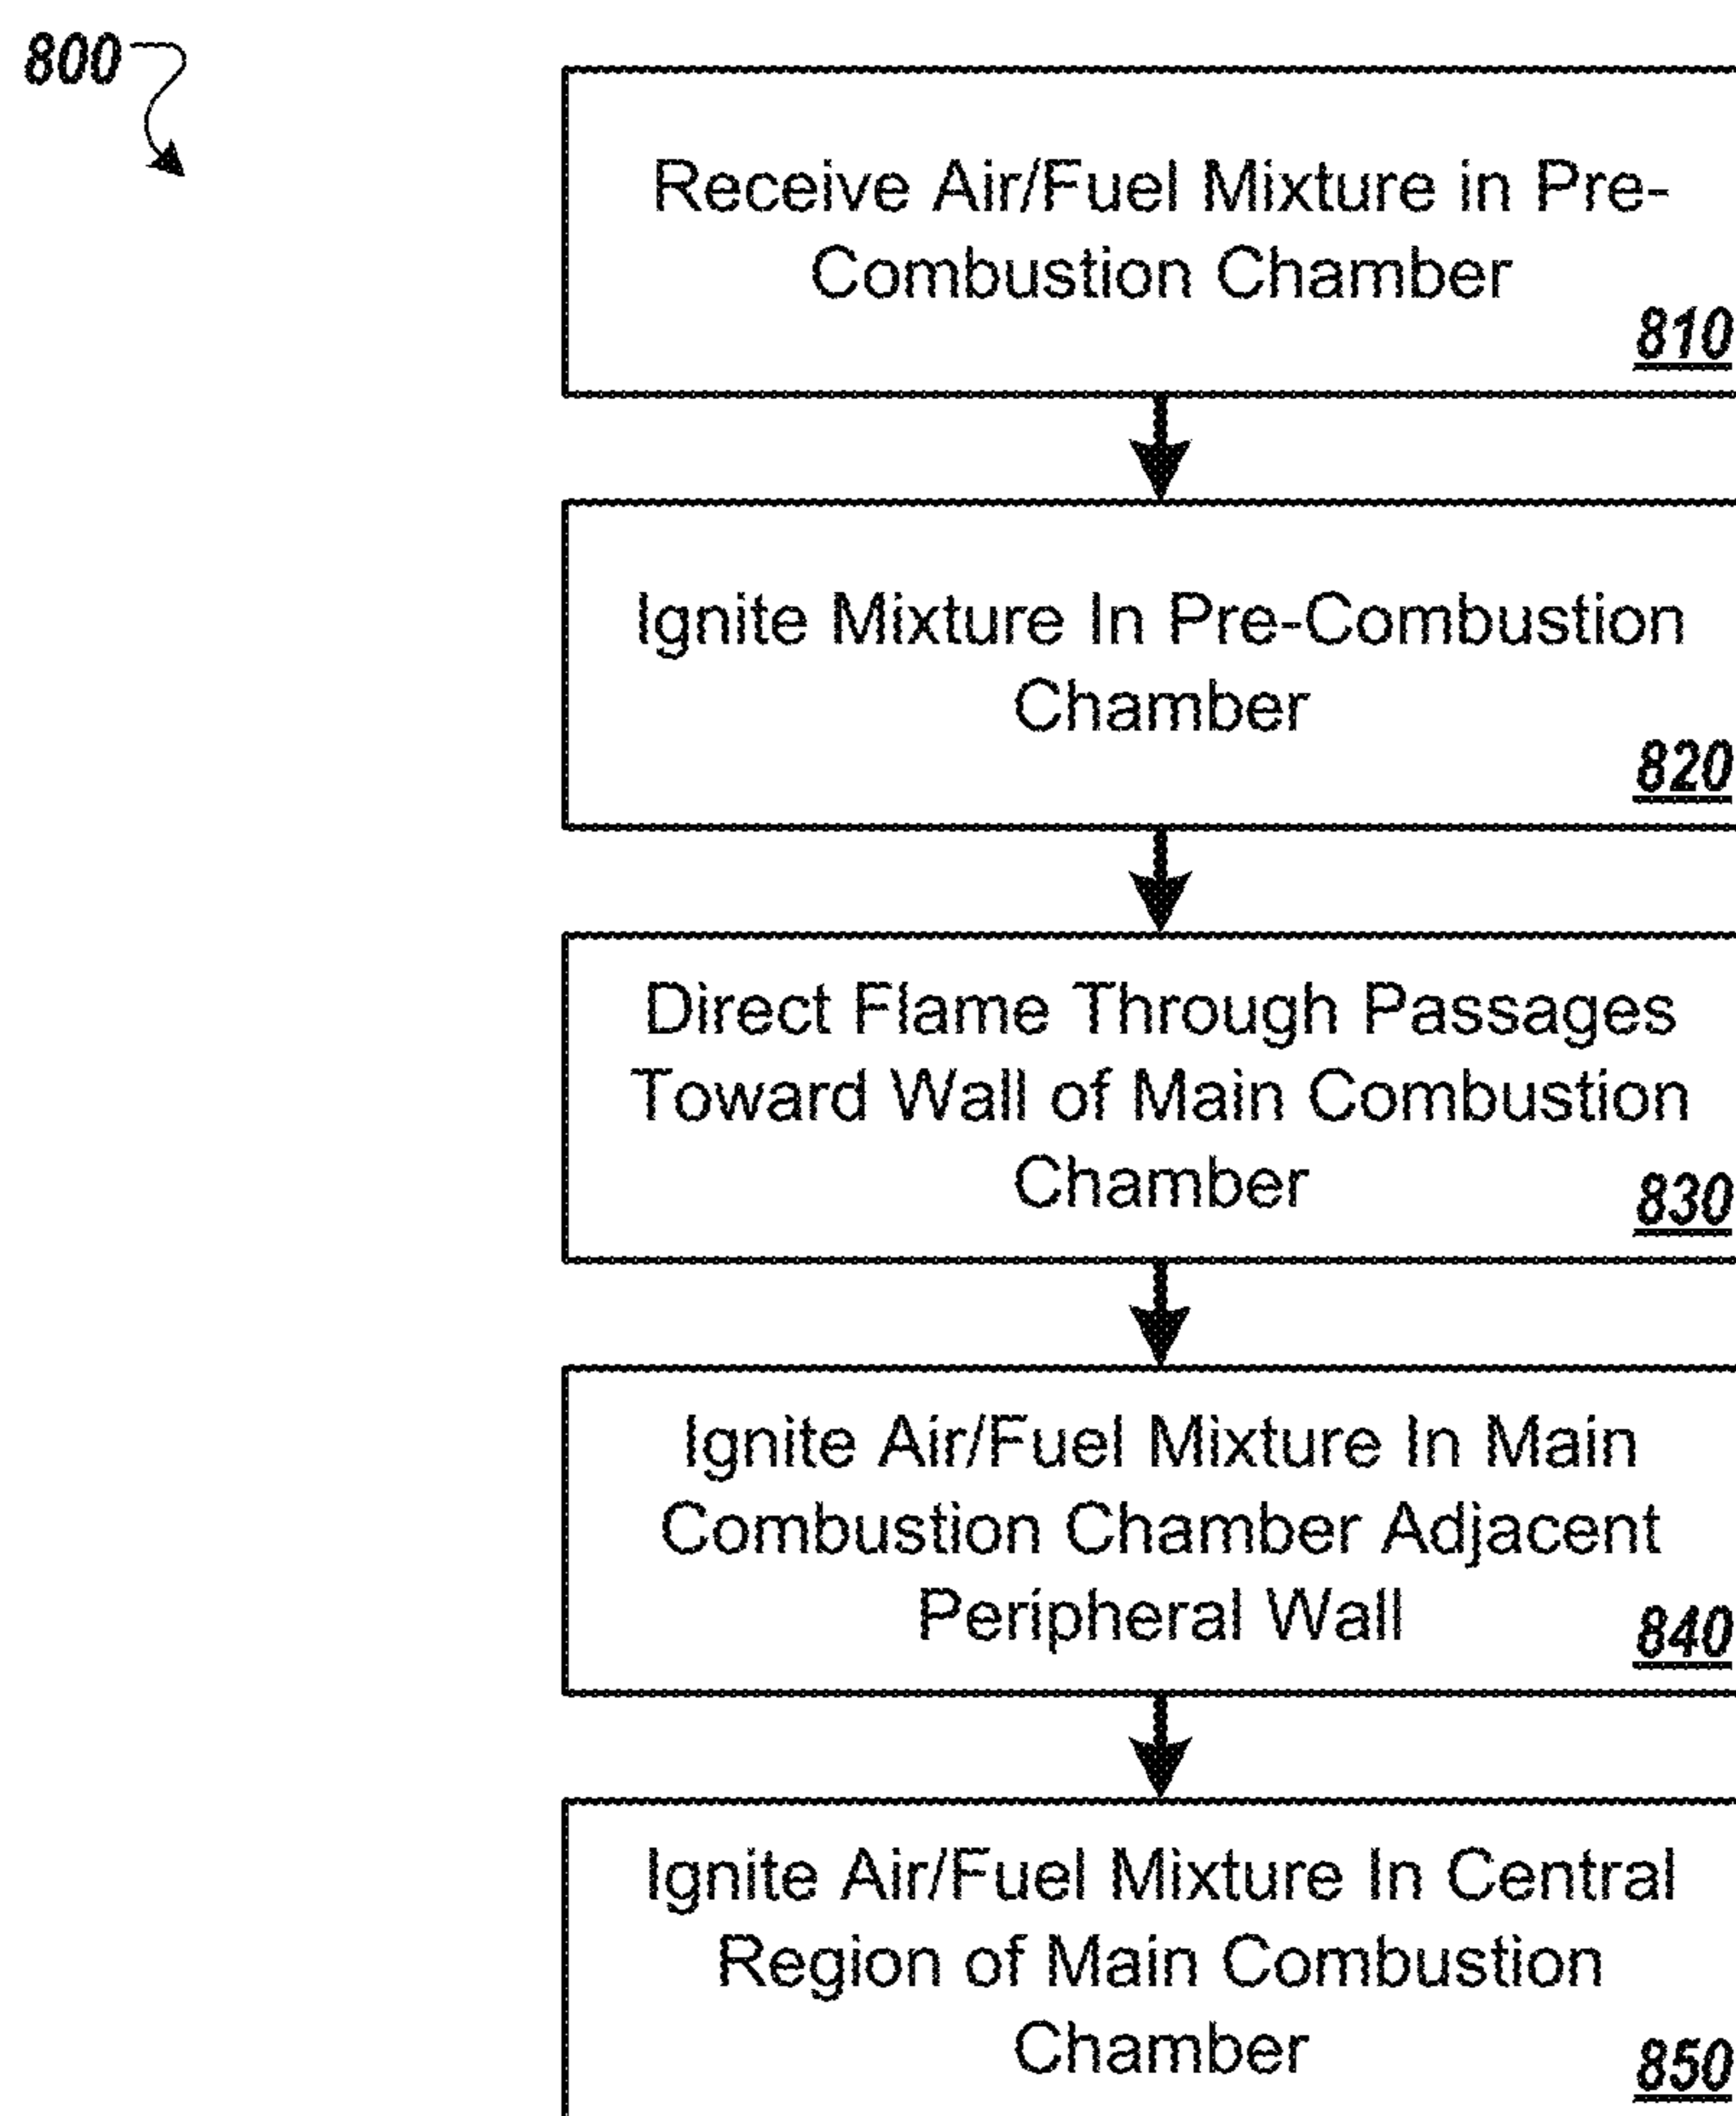 800
Receive Air/Fuel Mixture in Pre-
Combustion Chamber
810
Ignite Mixture In Pre-Combustion
Chamber
820
Direct Flame Through Passages
Toward Wall of Main Combustion
Chamber
830
Ignite Air/Fuel Mixture In Main
Combustion Chamber Adjacent
Peripheral Wall
840
Ignite Air/Fuel Mixture In Central
Region of Main Combustion
Chamber
850